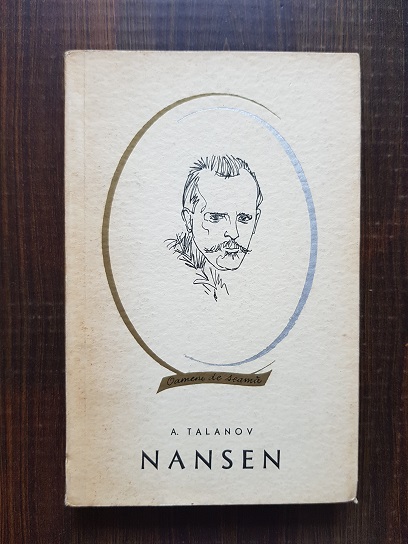 Oameni de seamă
A. TALANOV
NANSEN